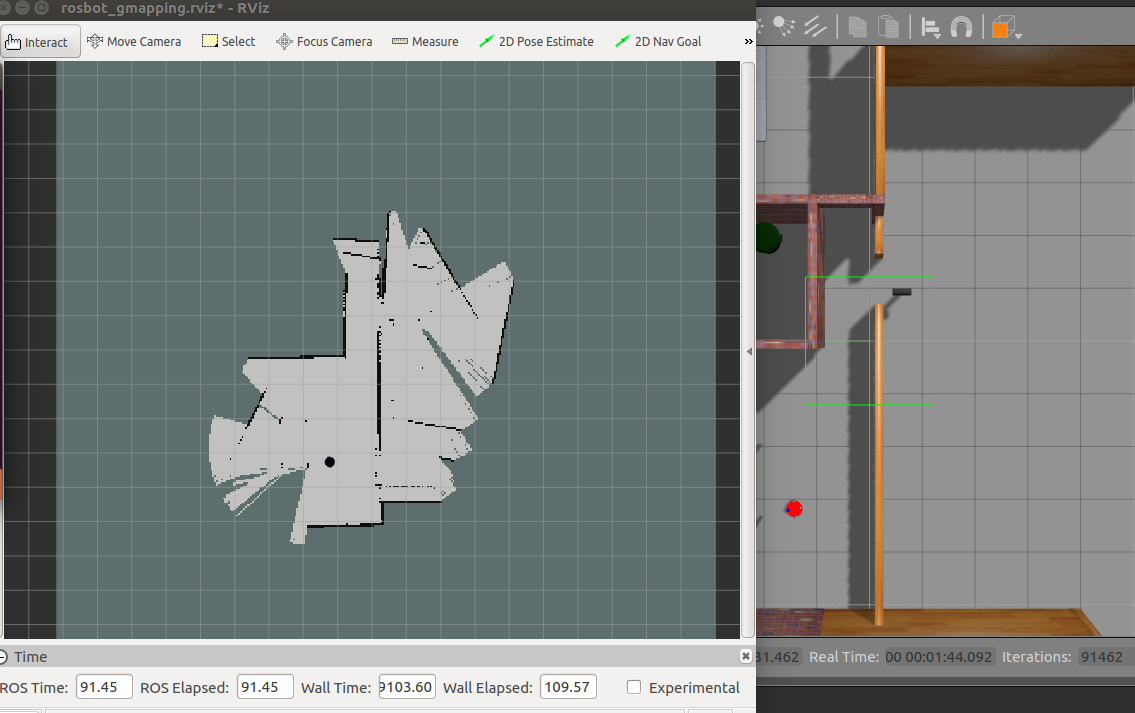 rosbot_gmapping.rviz* - RViz
Interact Move Camera Select Focus Camera Measure 2D Pose Estimate 2D Nav Goal »
Time
31.462 Real Time: 00 00:01:44.092 Iterations: 91462
ROS Time: 91.45 ROS Elapsed: 91.45 Wall Time: 9103.60 Wall Elapsed: 109.57 Experimental